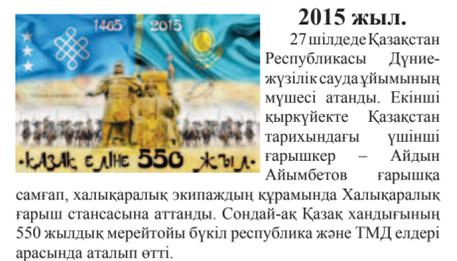 1465 2015
ҚАЗАҚ ЕЛІНЕ 550 ЖЫЛ
2015 жыл.
27 шілдеде Қазақстан
Республикасы Дүние-
жүзілік сауда ұйымының
мүшесі атанды. Екінші
қыркүйекте Қазақстан
тарихындағы үшінші
ғарышкер – Айдын
Айымбетов ғарышқа
самғап, халықаралық экипаждың құрамында Халықаралық
ғарыш стансасына аттанды. Сондай-ақ Қазақ хандығының
550 жылдық мерейтойы бүкіл республика және ТМД елдері
арасында аталып өтті.